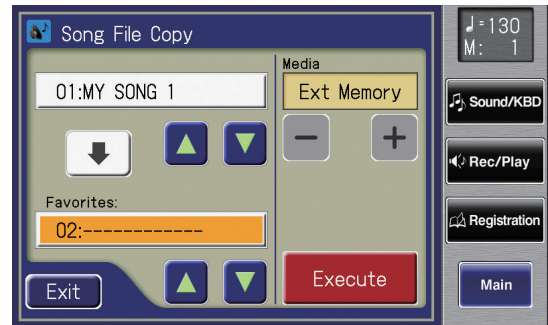 Song File Copy
Media
01:MY SONG 1
Ext Memory
Favorites:
02:------------
Exit
Execute
♩=130
M: 1
Sound/KBD
Rec/Play
Registration
Main